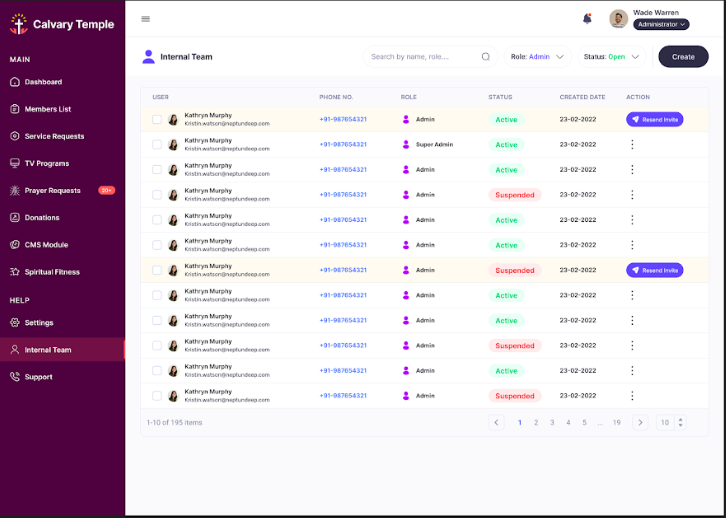 Calvary Temple
Wade Warren
Administrator
MAIN
Dashboard
Members List
Service Requests
TV Programs
Prayer Requests 20+
Donations
CMS Module
Spiritual Fitness
HELP
Settings
Internal Team
Support
Internal Team
Search by name, role....
Role: Admin
Status: Open
Create
USER PHONE NO. ROLE STATUS CREATED DATE ACTION
Kathryn Murphy
Kristin.watson@neptundeep.com
+91-987654321 Admin Active 23-02-2022 Resend Invite
Kathryn Murphy
Kristin.watson@neptundeep.com
+91-987654321 Super Admin Active 23-02-2022
Kathryn Murphy
Kristin.watson@neptundeep.com
+91-987654321 Admin Active 23-02-2022
Kathryn Murphy
Kristin.watson@neptundeep.com
+91-987654321 Admin Suspended 23-02-2022
Kathryn Murphy
Kristin.watson@neptundeep.com
+91-987654321 Admin Active 23-02-2022
Kathryn Murphy
Kristin.watson@neptundeep.com
+91-987654321 Admin Active 23-02-2022
Kathryn Murphy
Kristin.watson@neptundeep.com
+91-987654321 Admin Suspended 23-02-2022 Resend Invite
Kathryn Murphy
Kristin.watson@neptundeep.com
+91-987654321 Admin Active 23-02-2022
Kathryn Murphy
Kristin.watson@neptundeep.com
+91-987654321 Admin Active 23-02-2022
Kathryn Murphy
Kristin.watson@neptundeep.com
+91-987654321 Admin Suspended 23-02-2022
Kathryn Murphy
Kristin.watson@neptundeep.com
+91-987654321 Admin Active 23-02-2022
Kathryn Murphy
Kristin.watson@neptundeep.com
+91-987654321 Admin Suspended 23-02-2022
1-10 of 195 items
1 2 3 4 5 ... 19
10